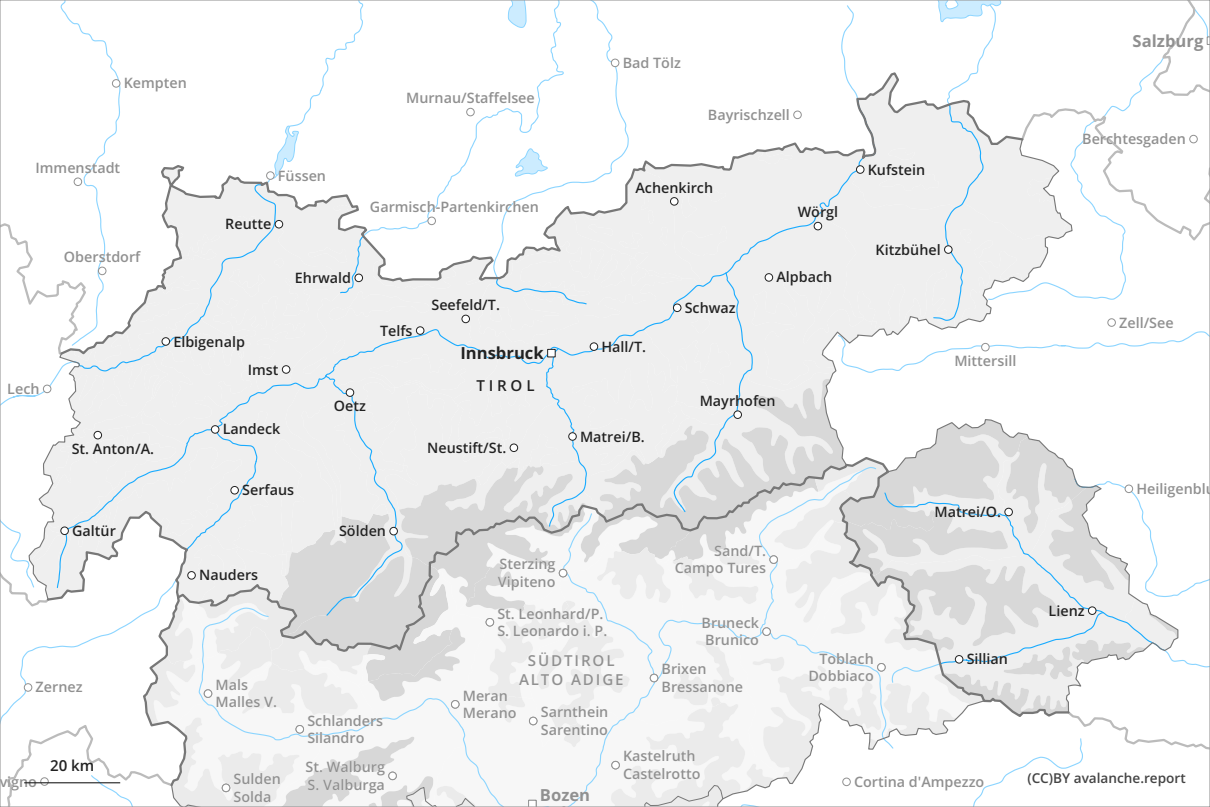 Salzburg
Bad Tölz
Kempten
Murnau/Staffelsee
Bayrischzell
Berchtesgaden
Immenstadt
Füssen
Kufstein
Achenkirch
Garmisch-Partenkirchen
Wörgl
Reutte
Kitzbühel
Oberstdorf
Ehrwald
Alpbach
Seefeld/T.
Schwaz
Zell/See
Telfs
Elbigenalp
Hall/T.
Innsbruck
Mittersill
Imst
TIROL
Lech
Mayrhofen
Oetz
Landeck
Matrei/B.
St. Anton/A.
Neustift/St.
Serfaus
Heiligenblu
Matrei/O.
Galtür
Sölden
Sand/T.
Campo Tures
Sterzing
Vipiteno
Nauders
Lienz
St. Leonhard/P.
S. Leonardo i. P.
Bruneck
Brunico
Sillian
SÜDTIROL
ALTO ADIGE
Toblach
Dobbiaco
Brixen
Bressanone
Zernez
Mals
Malles V.
Meran
Merano
Sarnthein
Sarentino
Schlanders
Silandro
Kastelruth
Castelrotto
20 km
St. Walburg
S. Valburga
vigno
Sulden
Solda
Cortina d'Ampezzo
(CC)BY avalanche.report
Bozen